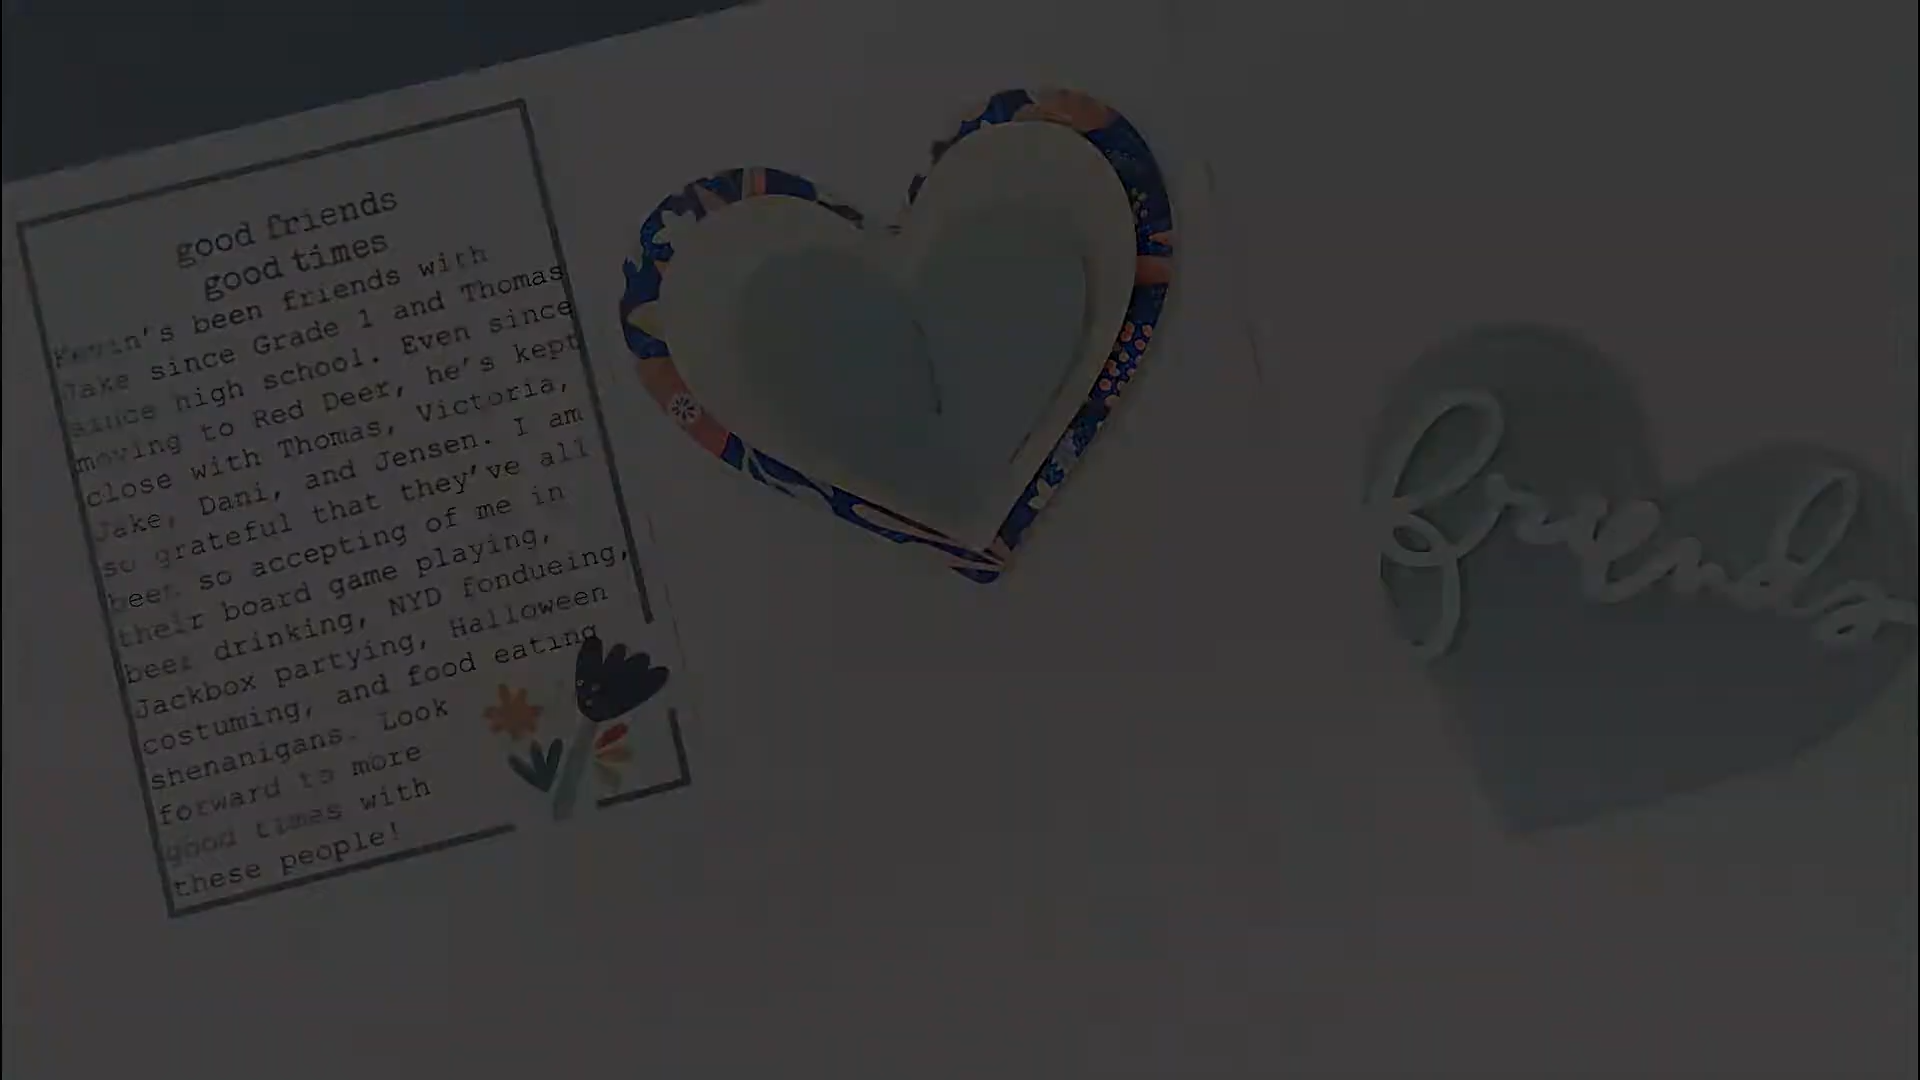 good friends
good times
Kevin's been friends with
Jake since Grade 1 and Thomas
since high school. Even since
moving to Red Deer, he's kept
close with Thomas, Victoria,
Jake, Dani, and Jensen. I am
so grateful that they've all
been so accepting of me in
their board game playing,
beer drinking, NYD fondueing,
Jackbox partying, Halloween
costuming, and food eating
shenanigans. Look
forward to more
good times with
these people!
friends